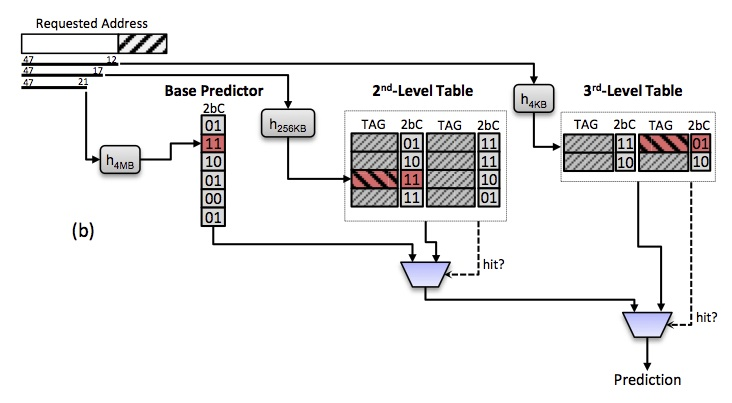 Requested Address
47 12
47 17
47 21
Base Predictor
2nd-Level Table
3rd-Level Table
h4KB
h256KB
h4MB
2bC
01
11
10
01
00
01
TAG 2bC TAG 2bC
01 11
10 11
11 10
11 01
TAG 2bC TAG 2bC
11 01
10 10
(b)
hit?
hit?
Prediction